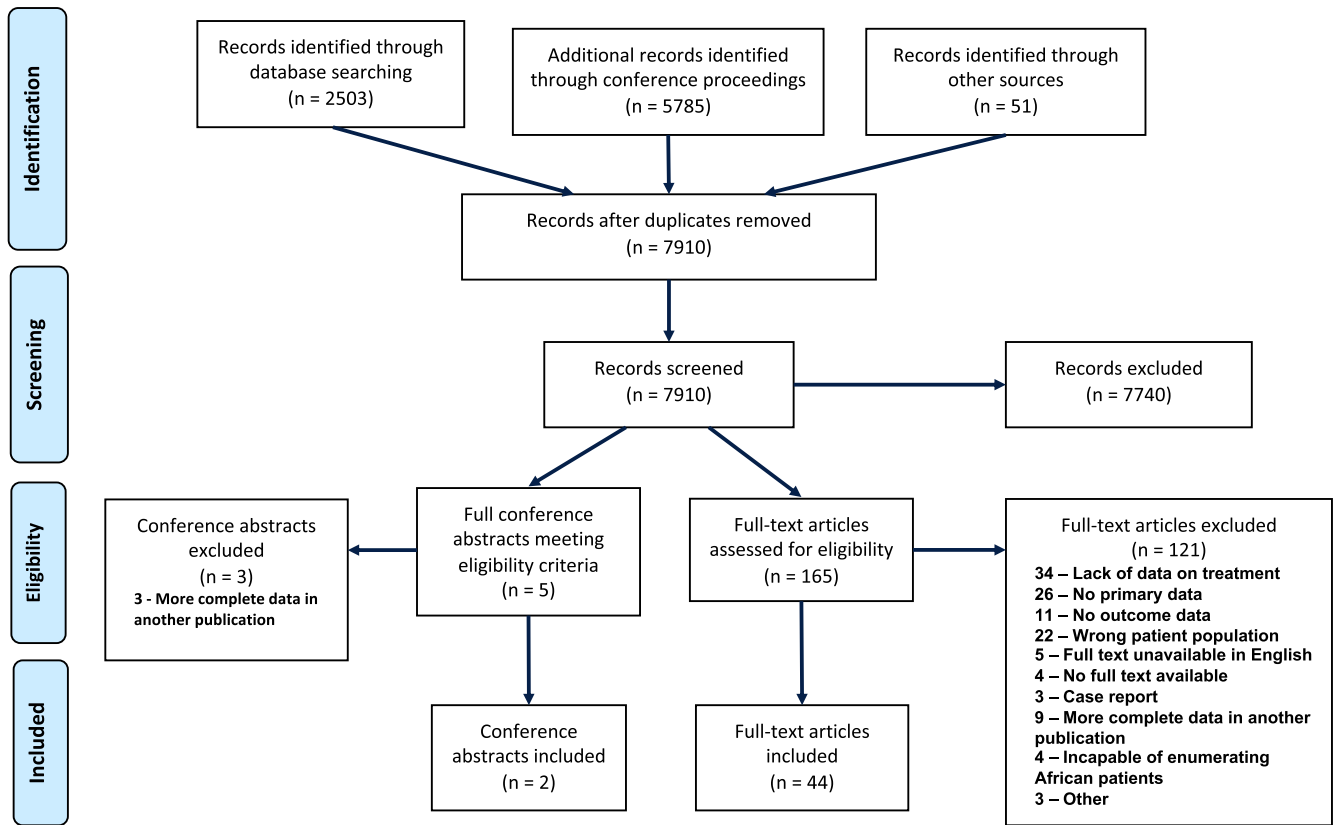 Identification
Records identified through
database searching
(n = 2503)
Additional records identified
through conference proceedings
(n = 5785)
Records identified through
other sources
(n = 51)
Records after duplicates removed
(n = 7910)
Screening
Records screened
(n = 7910)
Records excluded
(n = 7740)
Eligibility
Conference abstracts
excluded
(n = 3)
3 - More complete data in
another publication
Full conference
abstracts meeting
eligibility criteria
(n = 5)
Full-text articles
assessed for eligibility
(n = 165)
Full-text articles excluded
(n = 121)
34 – Lack of data on treatment
26 – No primary data
11 – No outcome data
22 – Wrong patient population
5 – Full text unavailable in English
4 – No full text available
3 – Case report
9 – More complete data in another
publication
4 – Incapable of enumerating
African patients
3 – Other
Included
Conference
abstracts included
(n = 2)
Full-text articles
included
(n = 44)